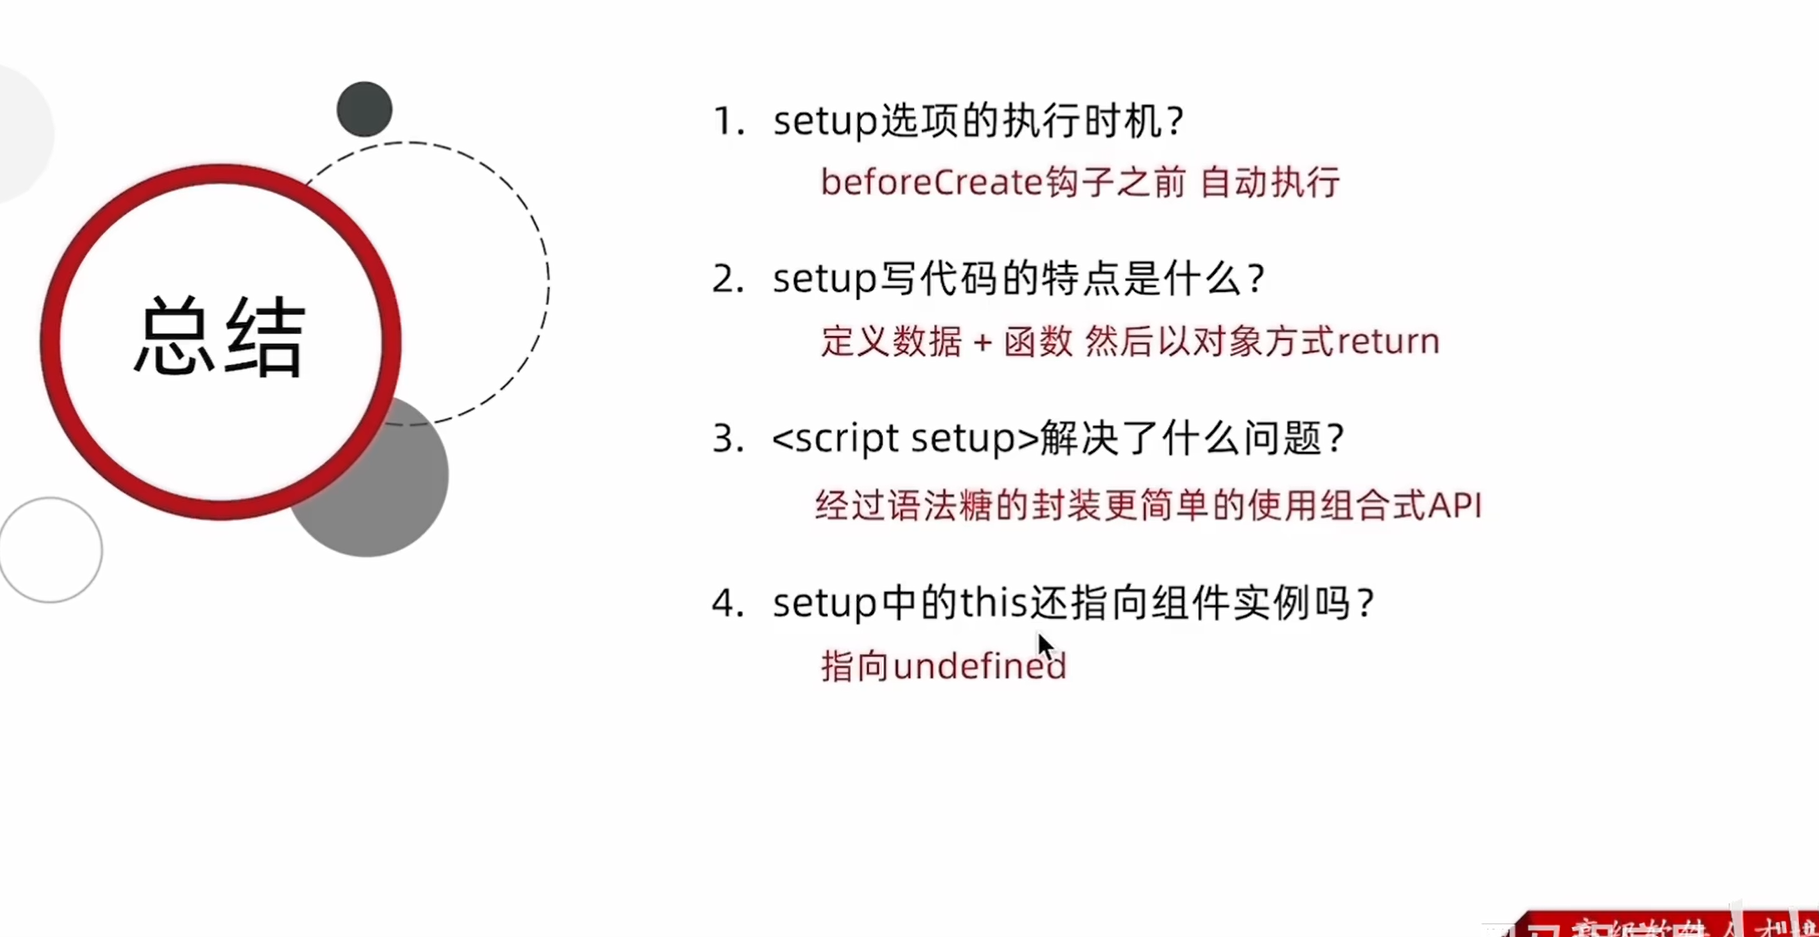 总结
1. setup选项的执行时机？
beforeCreate钩子之前 自动执行
2. setup写代码的特点是什么？
定义数据 + 函数 然后以对象方式return
3. <script setup>解决了什么问题？
经过语法糖的封装更简单的使用组合式API
4. setup中的this还指向组件实例吗？
指向undefined